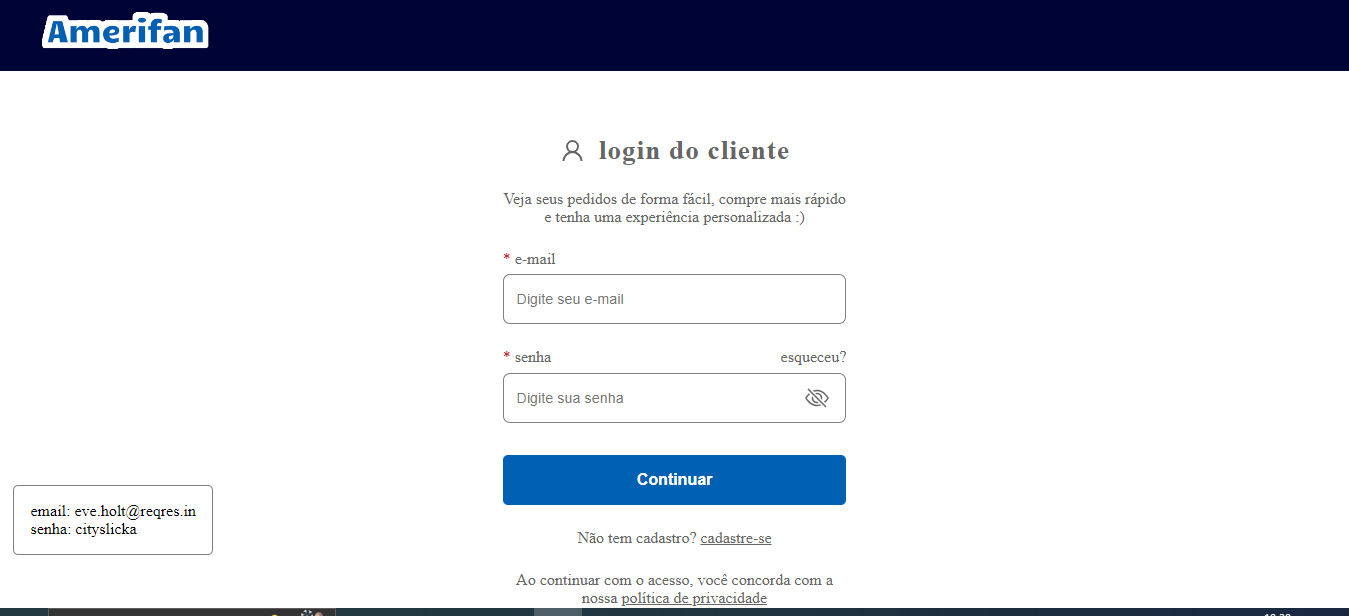 Amerifan
login do cliente
Veja seus pedidos de forma fácil, compre mais rápido
e tenha uma experiência personalizada :)
* e-mail
Digite seu e-mail
* senha esqueceu?
Digite sua senha
Continuar
email: eve.holt@reqres.in
senha: cityslicka
Não tem cadastro? cadastre-se
Ao continuar com o acesso, você concorda com a
nossa política de privacidade